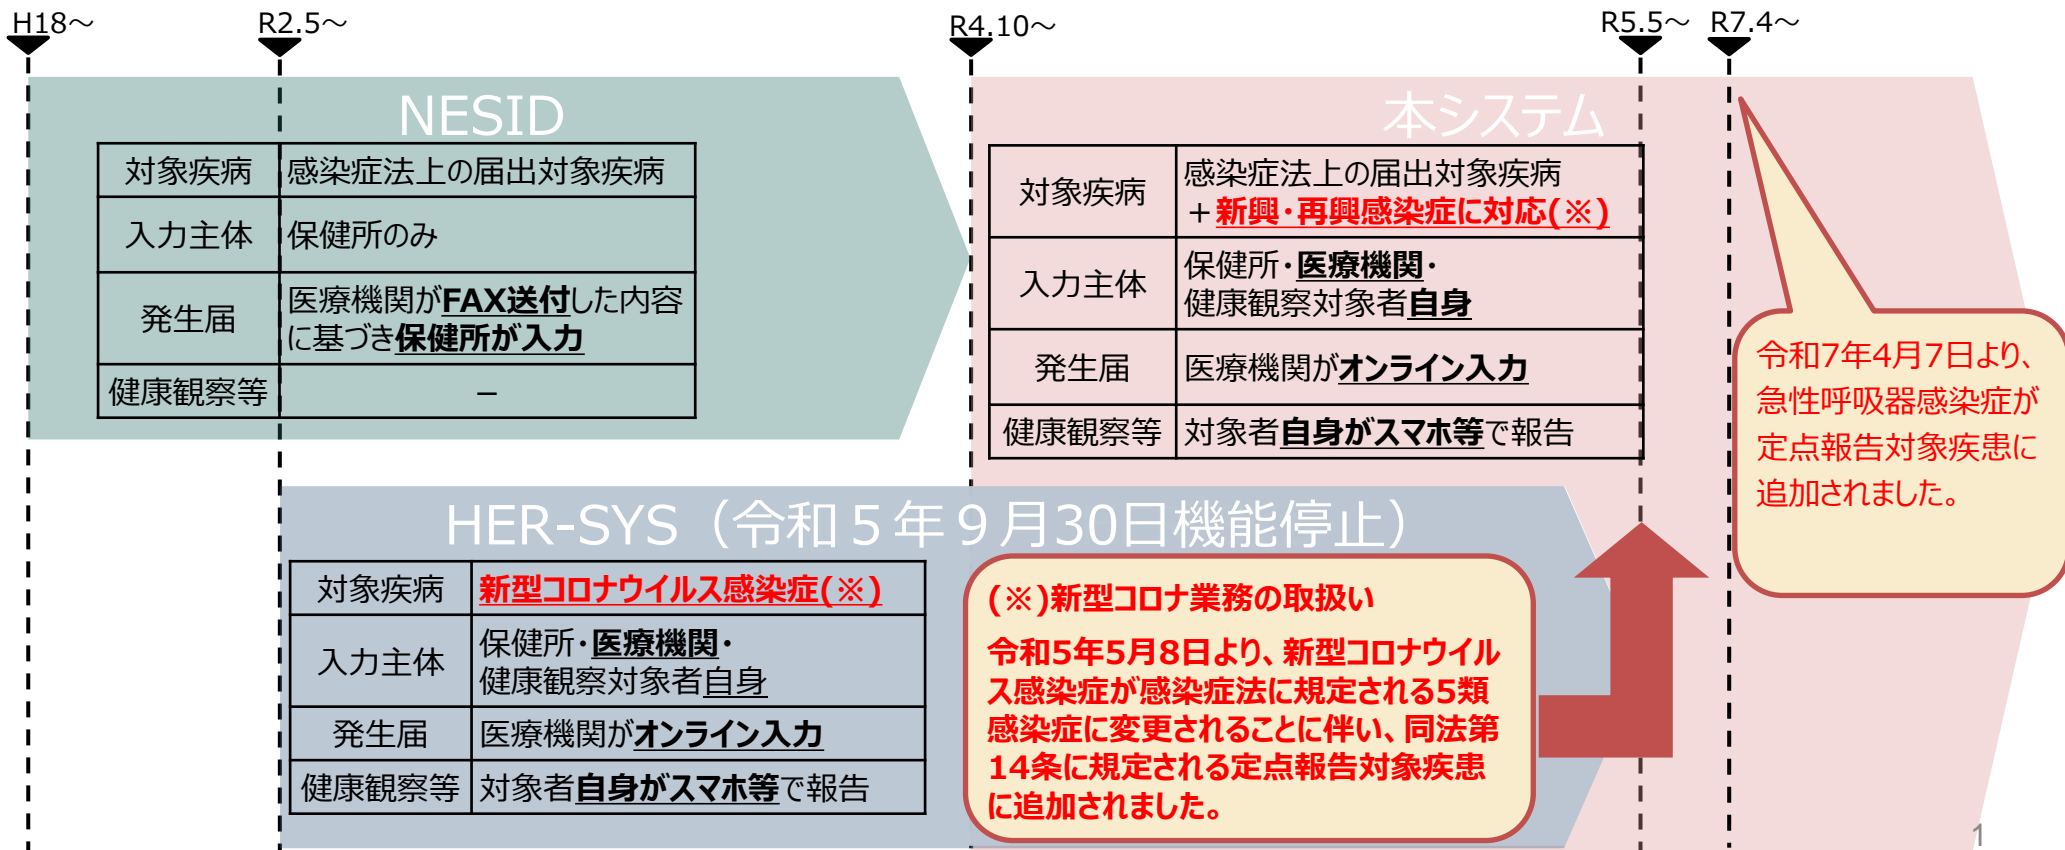 H18～
R2.5～
R4.10～
R5.5～
R7.4～
NESID
対象疾病
感染症法上の届出対象疾病
入力主体
保健所のみ
発生届
医療機関がFAX送付した内容
に基づき保健所が入力
健康観察等
－
本システム
対象疾病
感染症法上の届出対象疾病
＋新興・再興感染症に対応(※)
入力主体
保健所・医療機関・
健康観察対象者自身
発生届
医療機関がオンライン入力
健康観察等
対象者自身がスマホ等で報告
令和7年4月7日より、
急性呼吸器感染症が
定点報告対象疾患に
追加されました。
HER-SYS（令和５年９月30日機能停止）
対象疾病
新型コロナウイルス感染症(※)
入力主体
保健所・医療機関・
健康観察対象者自身
発生届
医療機関がオンライン入力
健康観察等
対象者自身がスマホ等で報告
(※)新型コロナ業務の取扱い
令和5年5月8日より、新型コロナウイル
ス感染症が感染症法に規定される5類
感染症に変更されることに伴い、同法第
14条に規定される定点報告対象疾患
に追加されました。
1